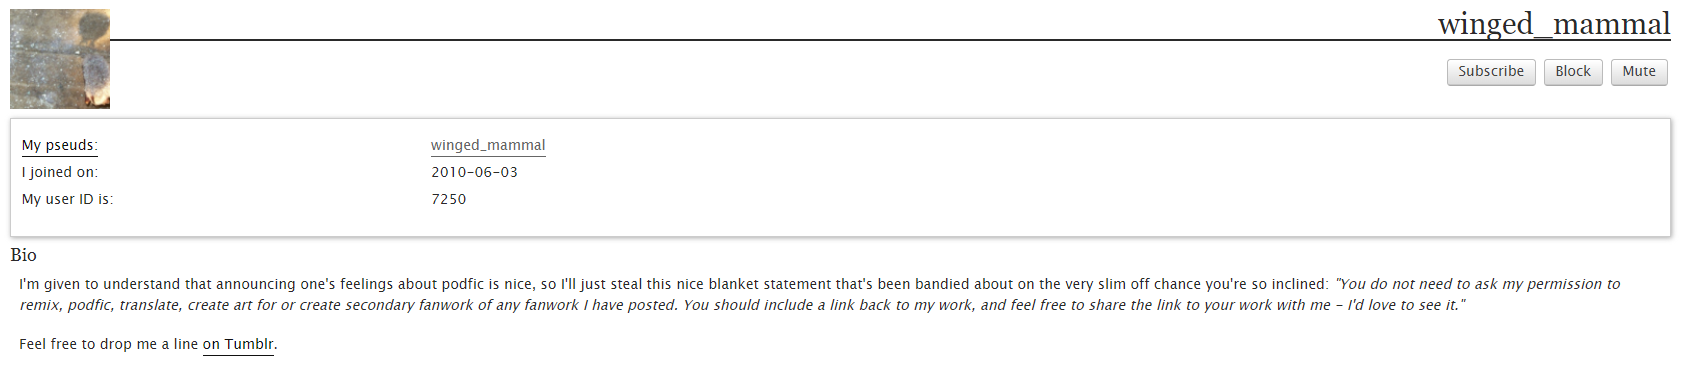 winged_mammal
Subscribe Block Mute
My pseuds: winged_mammal
I joined on: 2010-06-03
My user ID is: 7250
Bio
I'm given to understand that announcing one's feelings about podfic is nice, so I'll just steal this nice blanket statement that's been bandied about on the very slim off chance you're so inclined: "You do not need to ask my permission to
remix, podfic, translate, create art for or create secondary fanwork of any fanwork I have posted. You should include a link back to my work, and feel free to share the link to your work with me - I'd love to see it."
Feel free to drop me a line on Tumblr.